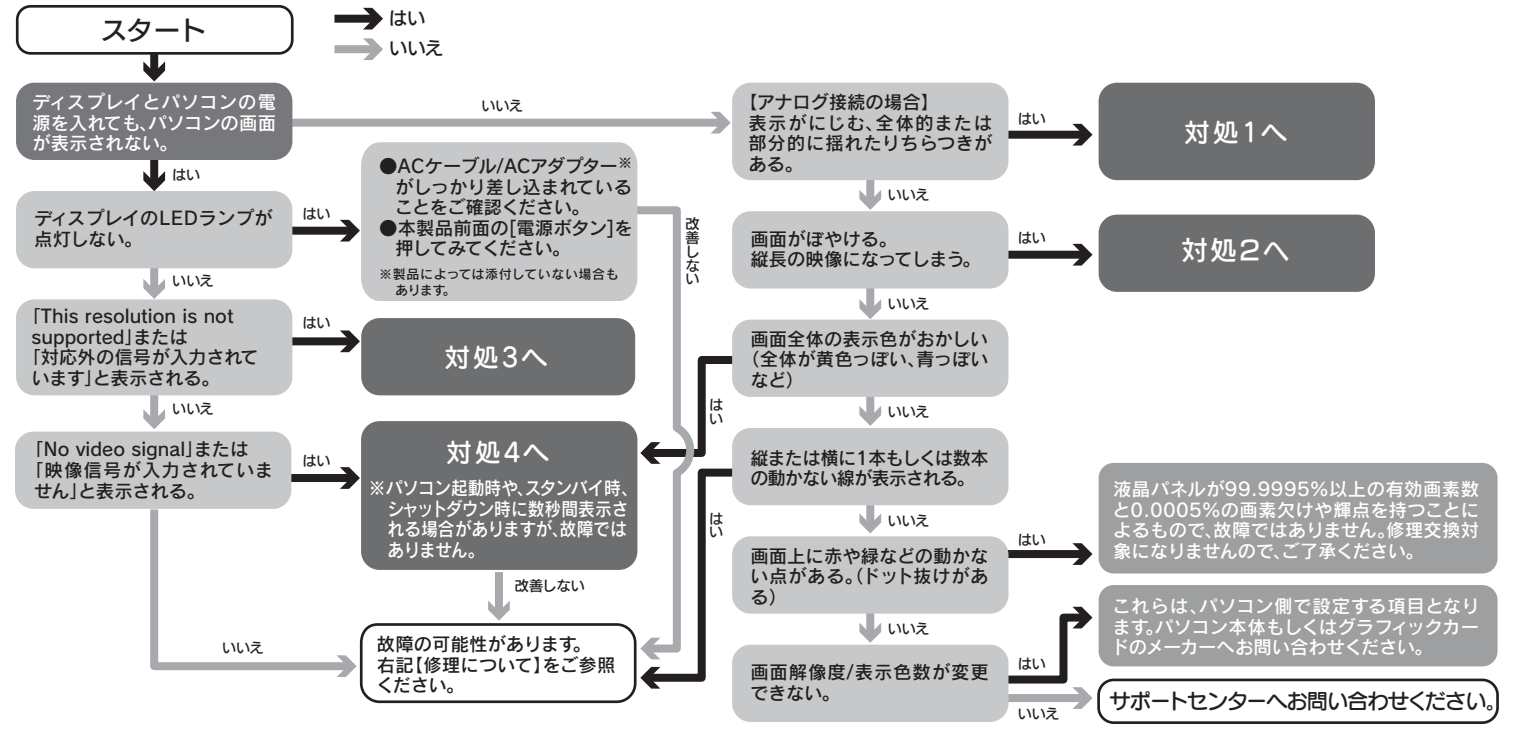 スタート
はい
いいえ
ディスプレイとパソコンの電
源を入れても、パソコンの画面
が表示されない。
いいえ
はい
ディスプレイのLEDランプが
点灯しない。
はい
●ACケーブル/ACアダプター※
がしっかり差し込まれている
ことをご確認ください。
●本製品前面の[電源ボタン]を
押してみてください。
※製品によっては添付していない場合も
あります。
改善しない
いいえ
「This resolution is not
supported」または
「対応外の信号が入力されて
います」と表示される。
はい
対処3へ
いいえ
「No video signal」または
「映像信号が入力されていま
せん」と表示される。
はい
対処4へ
※パソコン起動時や、スタンバイ時、
シャットダウン時に数秒間表示さ
れる場合がありますが、故障では
ありません。
改善しない
いいえ
故障の可能性があります。
右記【修理について】をご参照
ください。
【アナログ接続の場合】
表示がにじむ、全体的または
部分的に揺れたりちらつきが
ある。
はい
対処1へ
いいえ
画面がぼやける。
縦長の映像になってしまう。
はい
対処2へ
いいえ
画面全体の表示色がおかしい
(全体が黄色っぽい、青っぽい
など)
はい
いいえ
縦または横に1本もしくは数本
の動かない線が表示される。
はい
いいえ
画面上に赤や緑などの動かな
い点がある。(ドット抜けがあ
る)
はい
液晶パネルが99.9995%以上の有効画素数
と0.0005%の画素欠けや輝点を持つことに
よるもので、故障ではありません。修理交換対
象になりませんので、ご了承ください。
いいえ
画面解像度/表示色数が変更
できない。
はい
これらは、パソコン側で設定する項目となり
ます。パソコン本体もしくはグラフィックカー
ドのメーカーへお問い合わせください。
いいえ
サポートセンターへお問い合わせください。